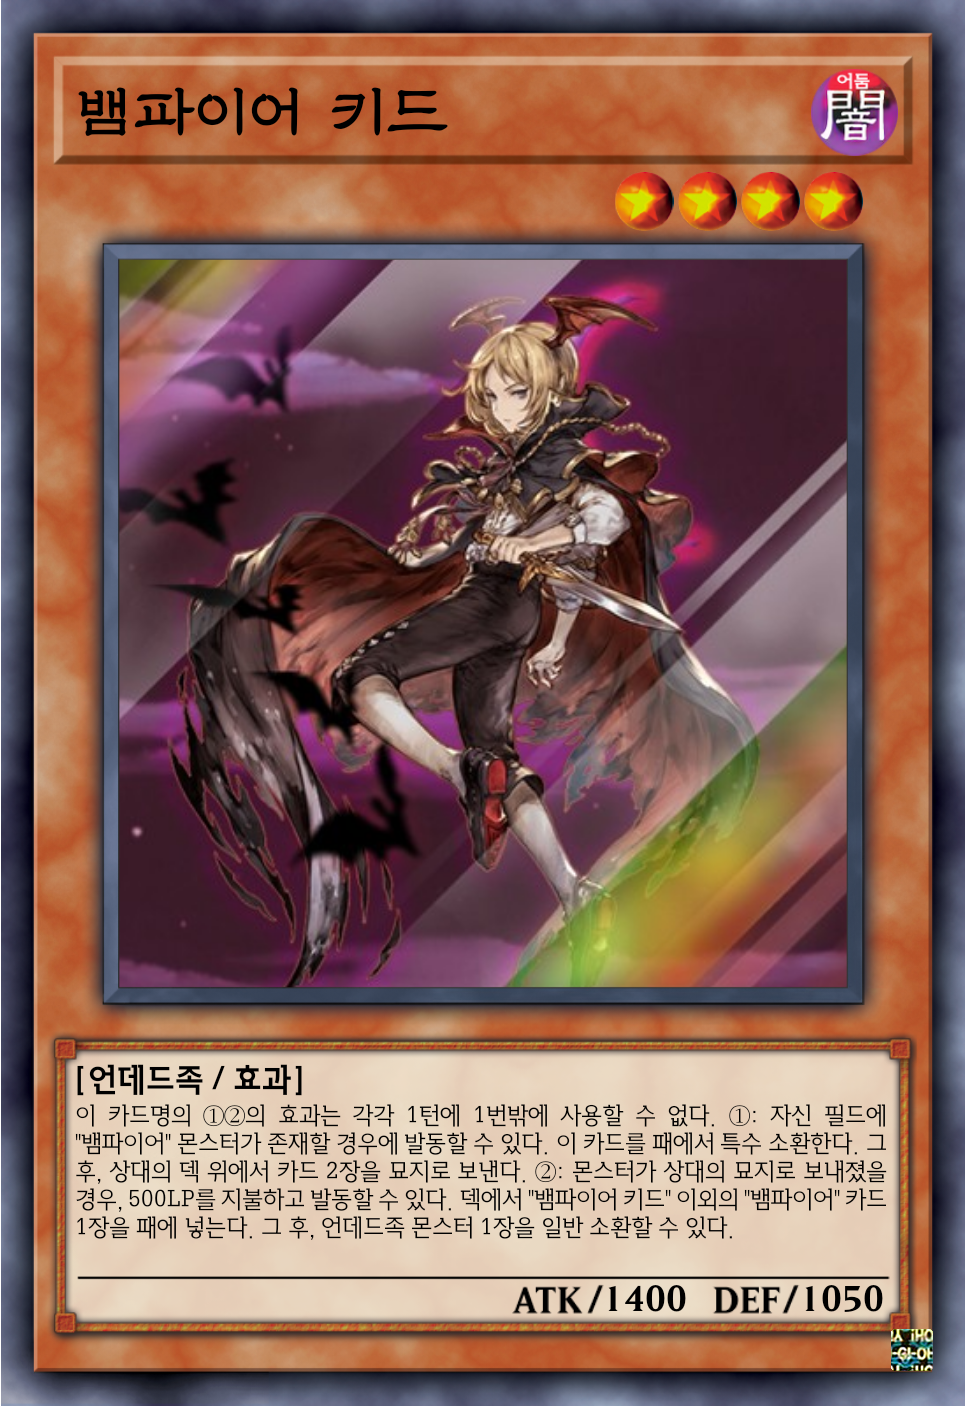 뱀파이어 키드
어둠
闇
[언데드족 / 효과]
이 카드명의 ①②의 효과는 각각 1턴에 1번밖에 사용할 수 없다. ①: 자신 필드에
"뱀파이어" 몬스터가 존재할 경우에 발동할 수 있다. 이 카드를 패에서 특수 소환한다. 그
후, 상대의 덱 위에서 카드 2장을 묘지로 보낸다. ②: 몬스터가 상대의 묘지로 보내졌을
경우, 500LP를 지불하고 발동할 수 있다. 덱에서 "뱀파이어 키드" 이외의 "뱀파이어" 카드
1장을 패에 넣는다. 그 후, 언데드족 몬스터 1장을 일반 소환할 수 있다.
ATK/1400 DEF/1050